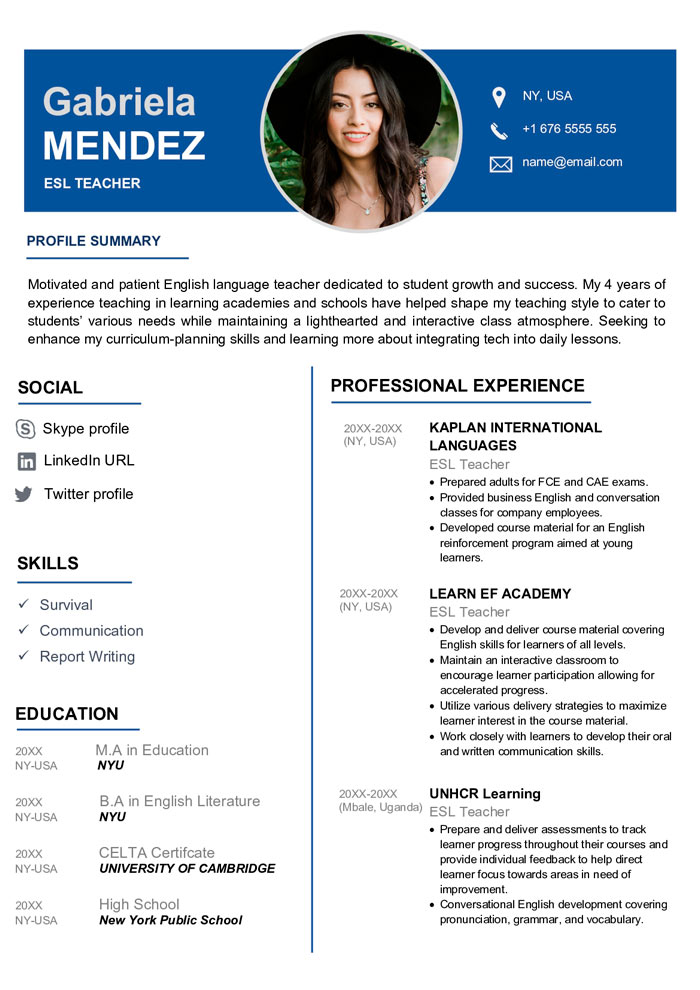 Gabriela
MENDEZ
ESL TEACHER
NY, USA
+1 676 5555 555
name@email.com
PROFILE SUMMARY
Motivated and patient English language teacher dedicated to student growth and success. My 4 years of
experience teaching in learning academies and schools have helped shape my teaching style to cater to
students’ various needs while maintaining a lighthearted and interactive class atmosphere. Seeking to
enhance my curriculum-planning skills and learning more about integrating tech into daily lessons.
SOCIAL
Skype profile
LinkedIn URL
Twitter profile
SKILLS
✓ Survival
✓ Communication
✓ Report Writing
EDUCATION
20XX M.A in Education
NY-USA NYU
20XX B.A in English Literature
NY-USA NYU
20XX CELTA Certifcate
NY-USA UNIVERSITY OF CAMBRIDGE
20XX High School
NY-USA New York Public School
PROFESSIONAL EXPERIENCE
20XX-20XX
(NY, USA)
KAPLAN INTERNATIONAL
LANGUAGES
ESL Teacher
• Prepared adults for FCE and CAE exams.
• Provided business English and conversation
classes for company employees.
• Developed course material for an English
reinforcement program aimed at young
learners.
20XX-20XX
(NY, USA)
LEARN EF ACADEMY
ESL Teacher
• Develop and deliver course material covering
English skills for learners of all levels.
• Maintain an interactive classroom to
encourage learner participation allowing for
accelerated progress.
• Utilize various delivery strategies to maximize
learner interest in the course material.
• Work closely with learners to develop their oral
and written communication skills.
20XX-20XX
(Mbale, Uganda)
UNHCR Learning
ESL Teacher
• Prepare and deliver assessments to track
learner progress throughout their courses and
provide individual feedback to help direct
learner focus towards areas in need of
improvement.
• Conversational English development covering
pronunciation, grammar, and vocabulary.